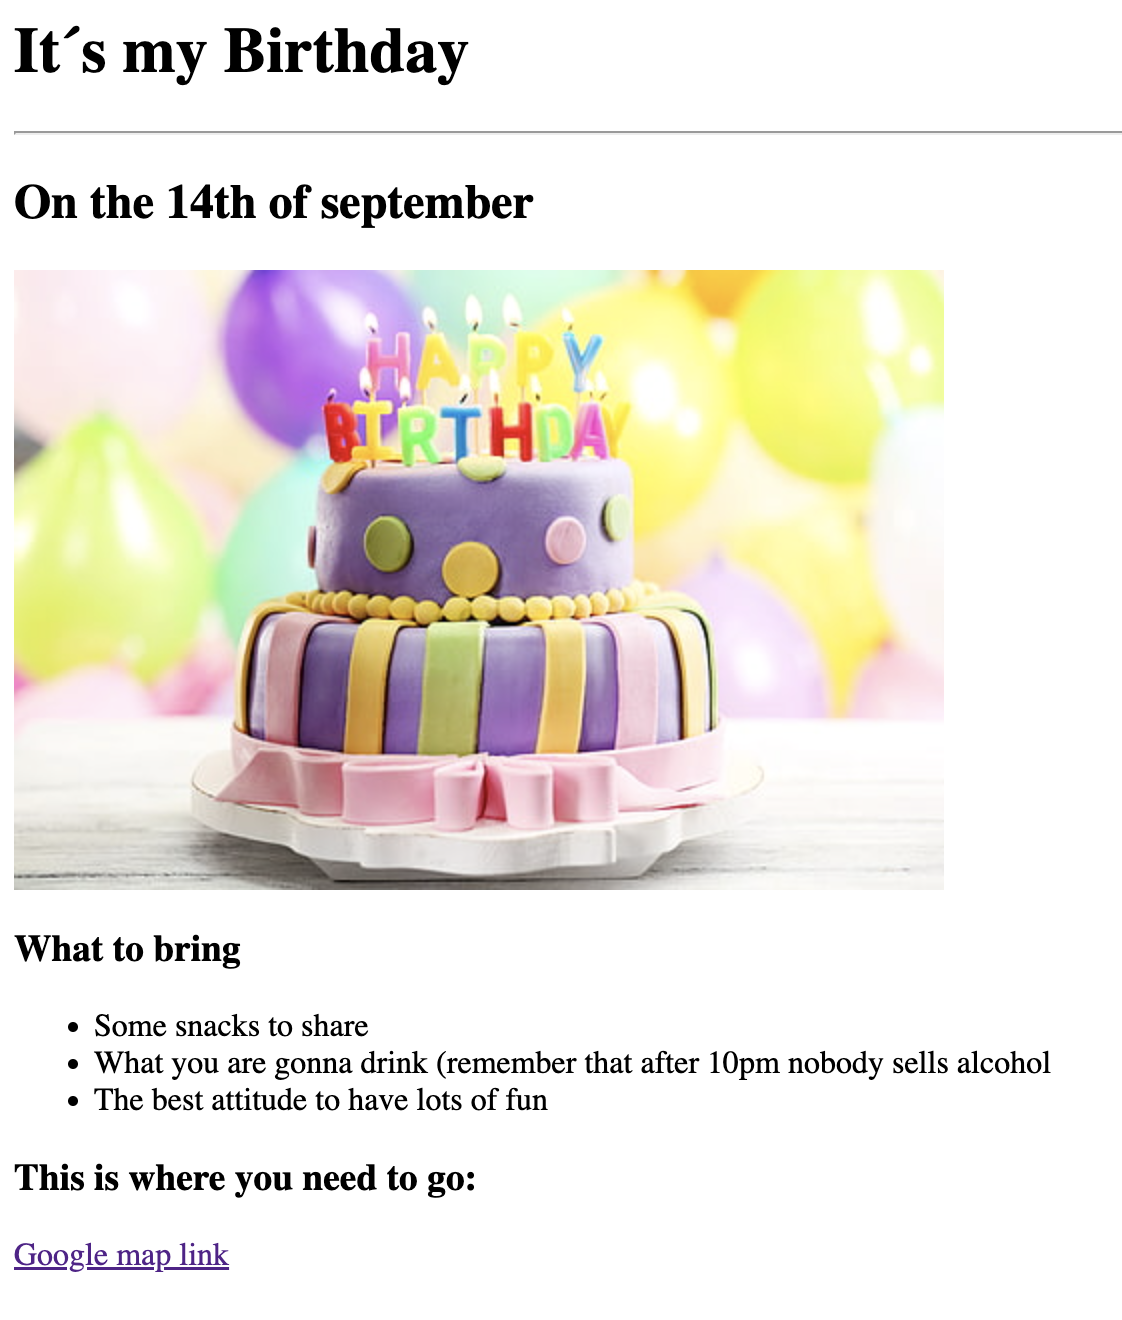 It´s my Birthday
On the 14th of september
HAPPY
BIRTHDAY
What to bring
Some snacks to share
What you are gonna drink (remember that after 10pm nobody sells alcohol
The best attitude to have lots of fun
This is where you need to go:
Google map link